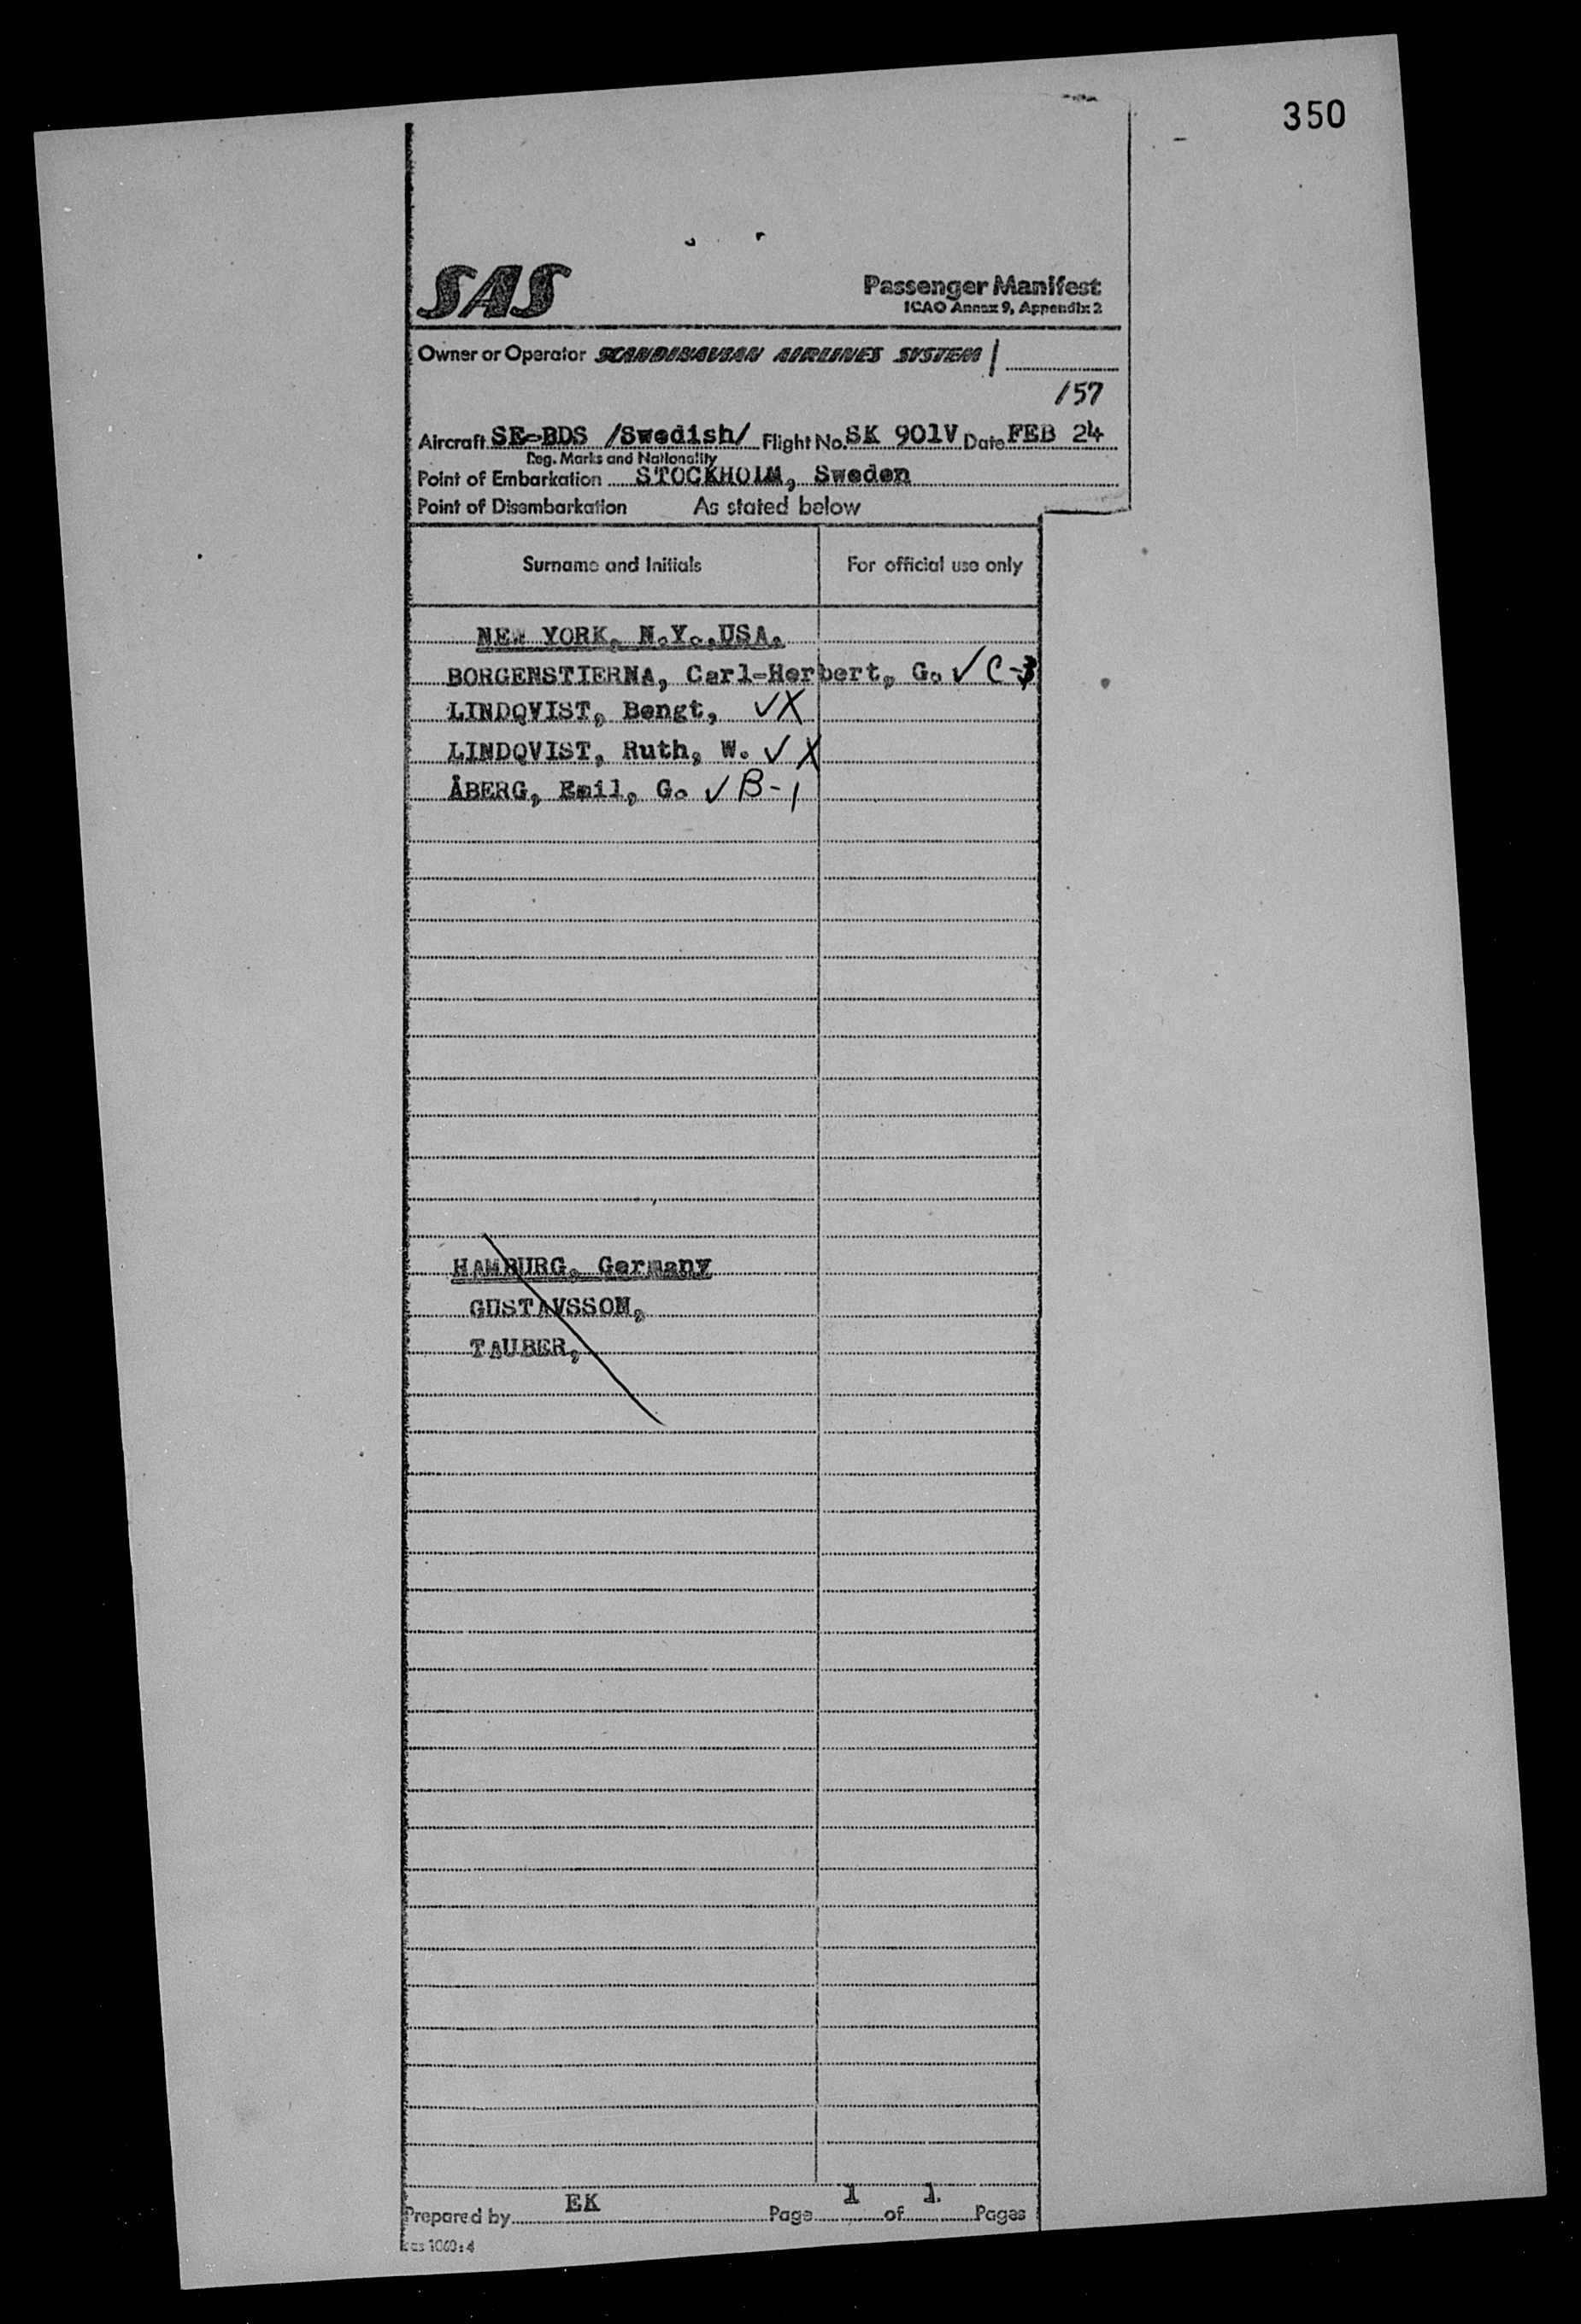 350
SAS
Passenger Manifest
ICAO Annex 9, Appendix 2
Owner or Operator SCANDINAVIAN AIRLINES SYSTEM /
/57
Aircraft SE-BDS /Swedish/ Flight No. SK 901V Date FEB 24
Reg. Marks and Nationality
Point of Embarkation STOCKHOLM, Sweden
Point of Disembarkation As stated below
Surname and Initials For official use only
NEW YORK, N.Y.,USA.
BORGENSTIERNA, Carl-Herbert, G. ✓ C-3
LINDQVIST, Bengt, ✓ X
LINDQVIST, Ruth, W. ✓ X
ÅBERG, Emil, G. ✓ B-1
HAMBURG, Germany
GUSTAVSSON,
TAUBER,
Prepared by EK Page 1 of 1. Pages